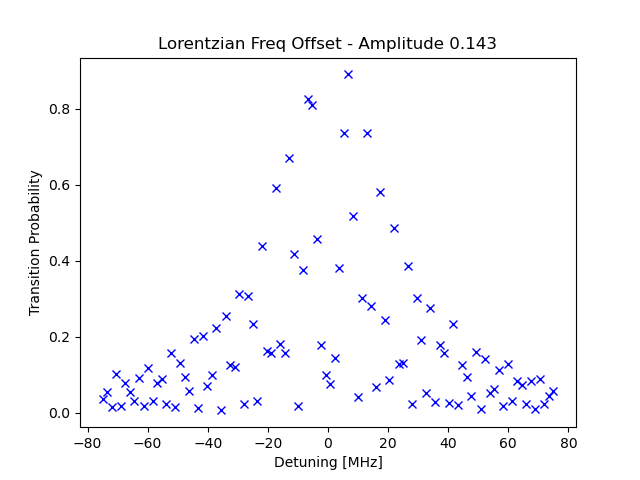 Lorentzian Freq Offset - Amplitude 0.143
Transition Probability
0.8
0.6
0.4
0.2
0.0
−80 −60 −40 −20 0 20 40 60 80
Detuning [MHz]